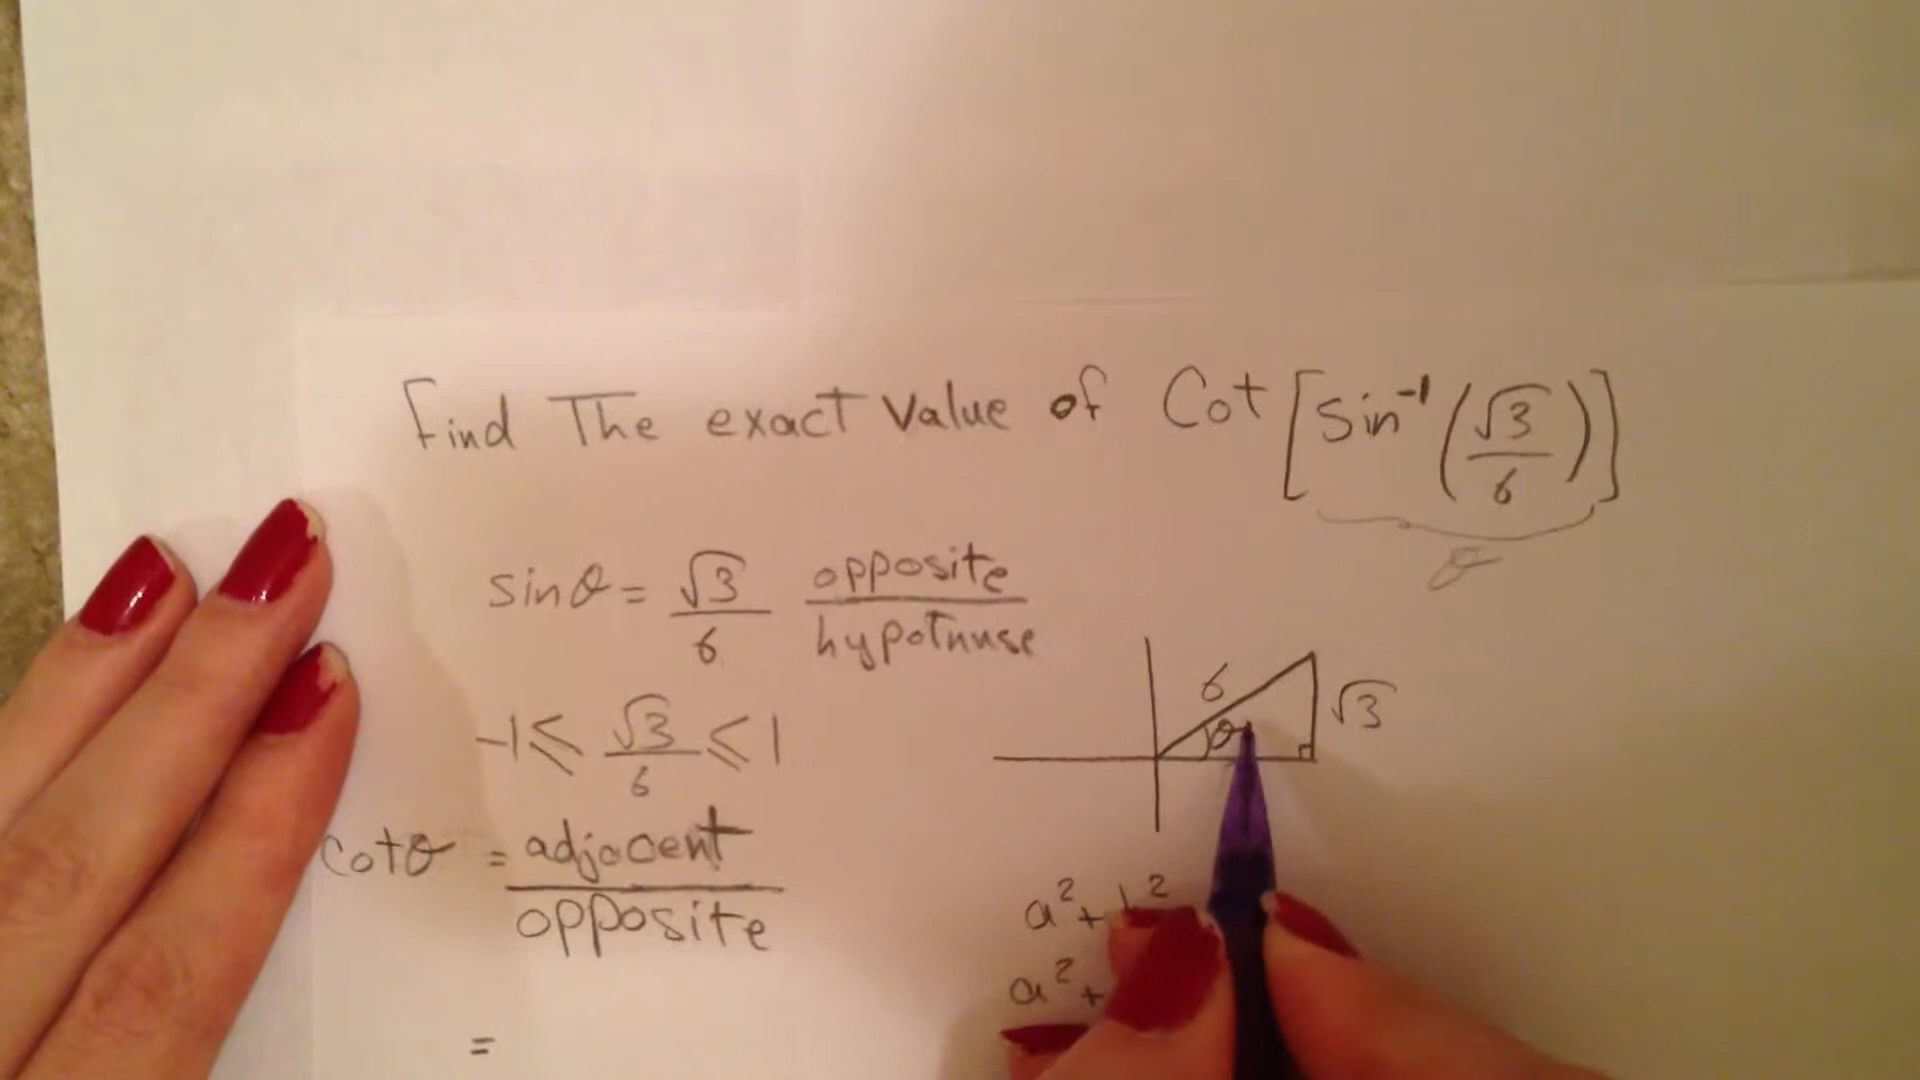 Find The exact value of Cot [Sin⁻¹ (√3/6)]
θ
sinθ = √3/6 opposite/hypotnuse
6 √3
θ
-1 ≤ √3/6 ≤ 1
cotθ = adjacent/opposite
a² + b²
a² +
=